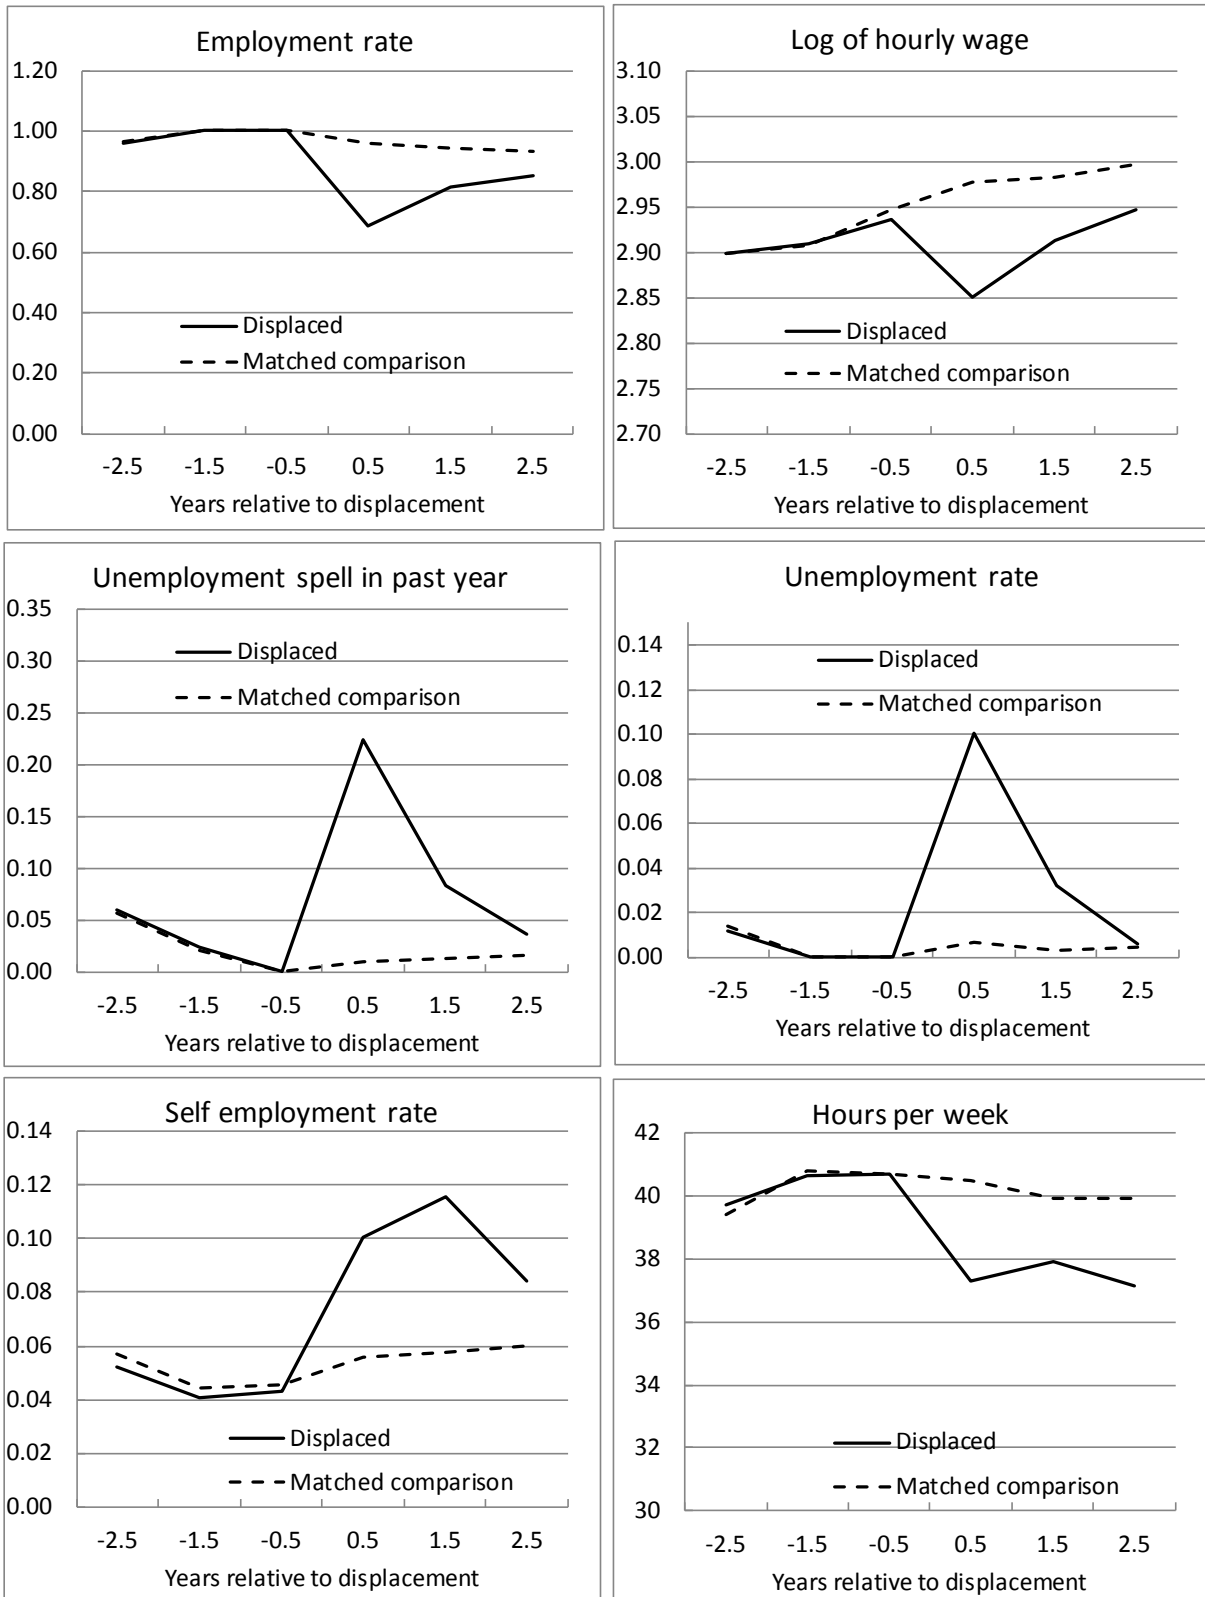 Employment rate
1.20
1.00
0.80
0.60
0.40
0.20
0.00
Displaced
Matched comparison
-2.5 -1.5 -0.5 0.5 1.5 2.5
Years relative to displacement
Log of hourly wage
3.10
3.05
3.00
2.95
2.90
2.85
2.80
2.75
2.70
Displaced
Matched comparison
-2.5 -1.5 -0.5 0.5 1.5 2.5
Years relative to displacement
Unemployment spell in past year
0.35
0.30
0.25
0.20
0.15
0.10
0.05
0.00
Displaced
Matched comparison
-2.5 -1.5 -0.5 0.5 1.5 2.5
Years relative to displacement
Unemployment rate
0.14
0.12
0.10
0.08
0.06
0.04
0.02
0.00
Displaced
Matched comparison
-2.5 -1.5 -0.5 0.5 1.5 2.5
Years relative to displacement
Self employment rate
0.14
0.12
0.10
0.08
0.06
0.04
0.02
0.00
Displaced
Matched comparison
-2.5 -1.5 -0.5 0.5 1.5 2.5
Years relative to displacement
Hours per week
42
40
38
36
34
32
30
Displaced
Matched comparison
-2.5 -1.5 -0.5 0.5 1.5 2.5
Years relative to displacement